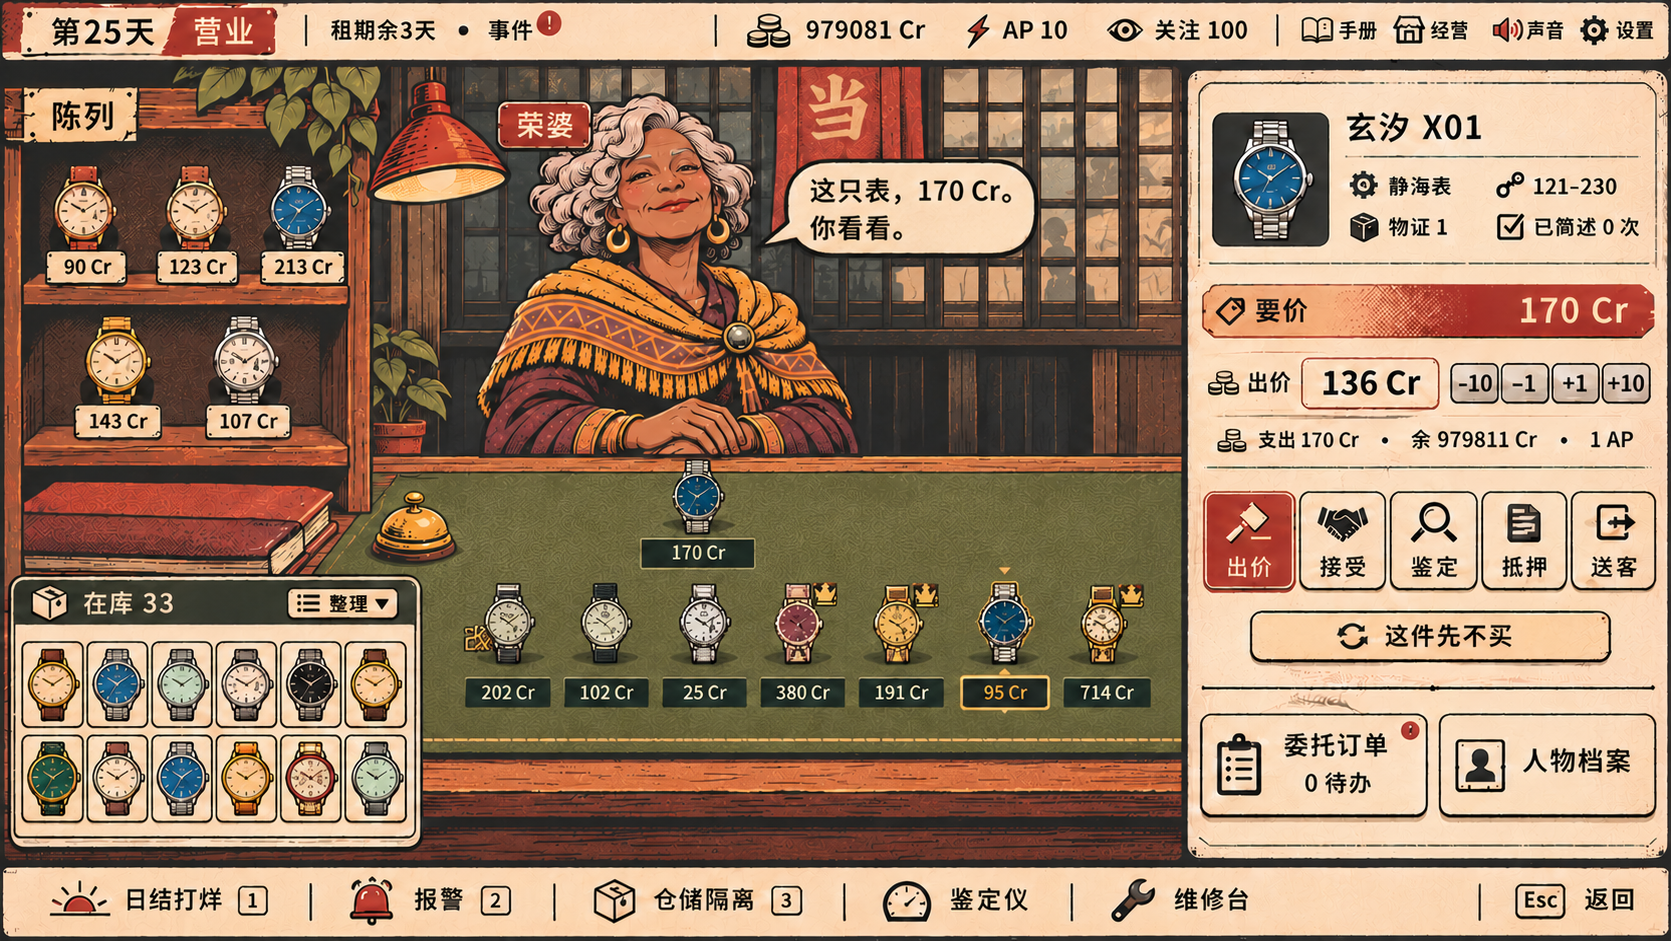 第25天 营业
租期余3天 • 事件 !
979081 Cr
AP 10
关注 100
手册
经营
声音
设置
陈列
90 Cr
123 Cr
213 Cr
143 Cr
107 Cr
荣婆
当
这只表，170 Cr。
你看看。
170 Cr
改
202 Cr
102 Cr
25 Cr
380 Cr
191 Cr
95 Cr
714 Cr
在库 33
整理 ▼
玄汐 X01
静海表
121-230
物证 1
已简述 0 次
要价
170 Cr
出价
136 Cr
-10
-1
+1
+10
支出 170 Cr • 余 979811 Cr • 1 AP
出价
接受
鉴定
抵押
送客
这件先不买
委托订单 !
0 待办
人物档案
日结打烊 1
报警 2
仓储隔离 3
鉴定仪
维修台
Esc 返回